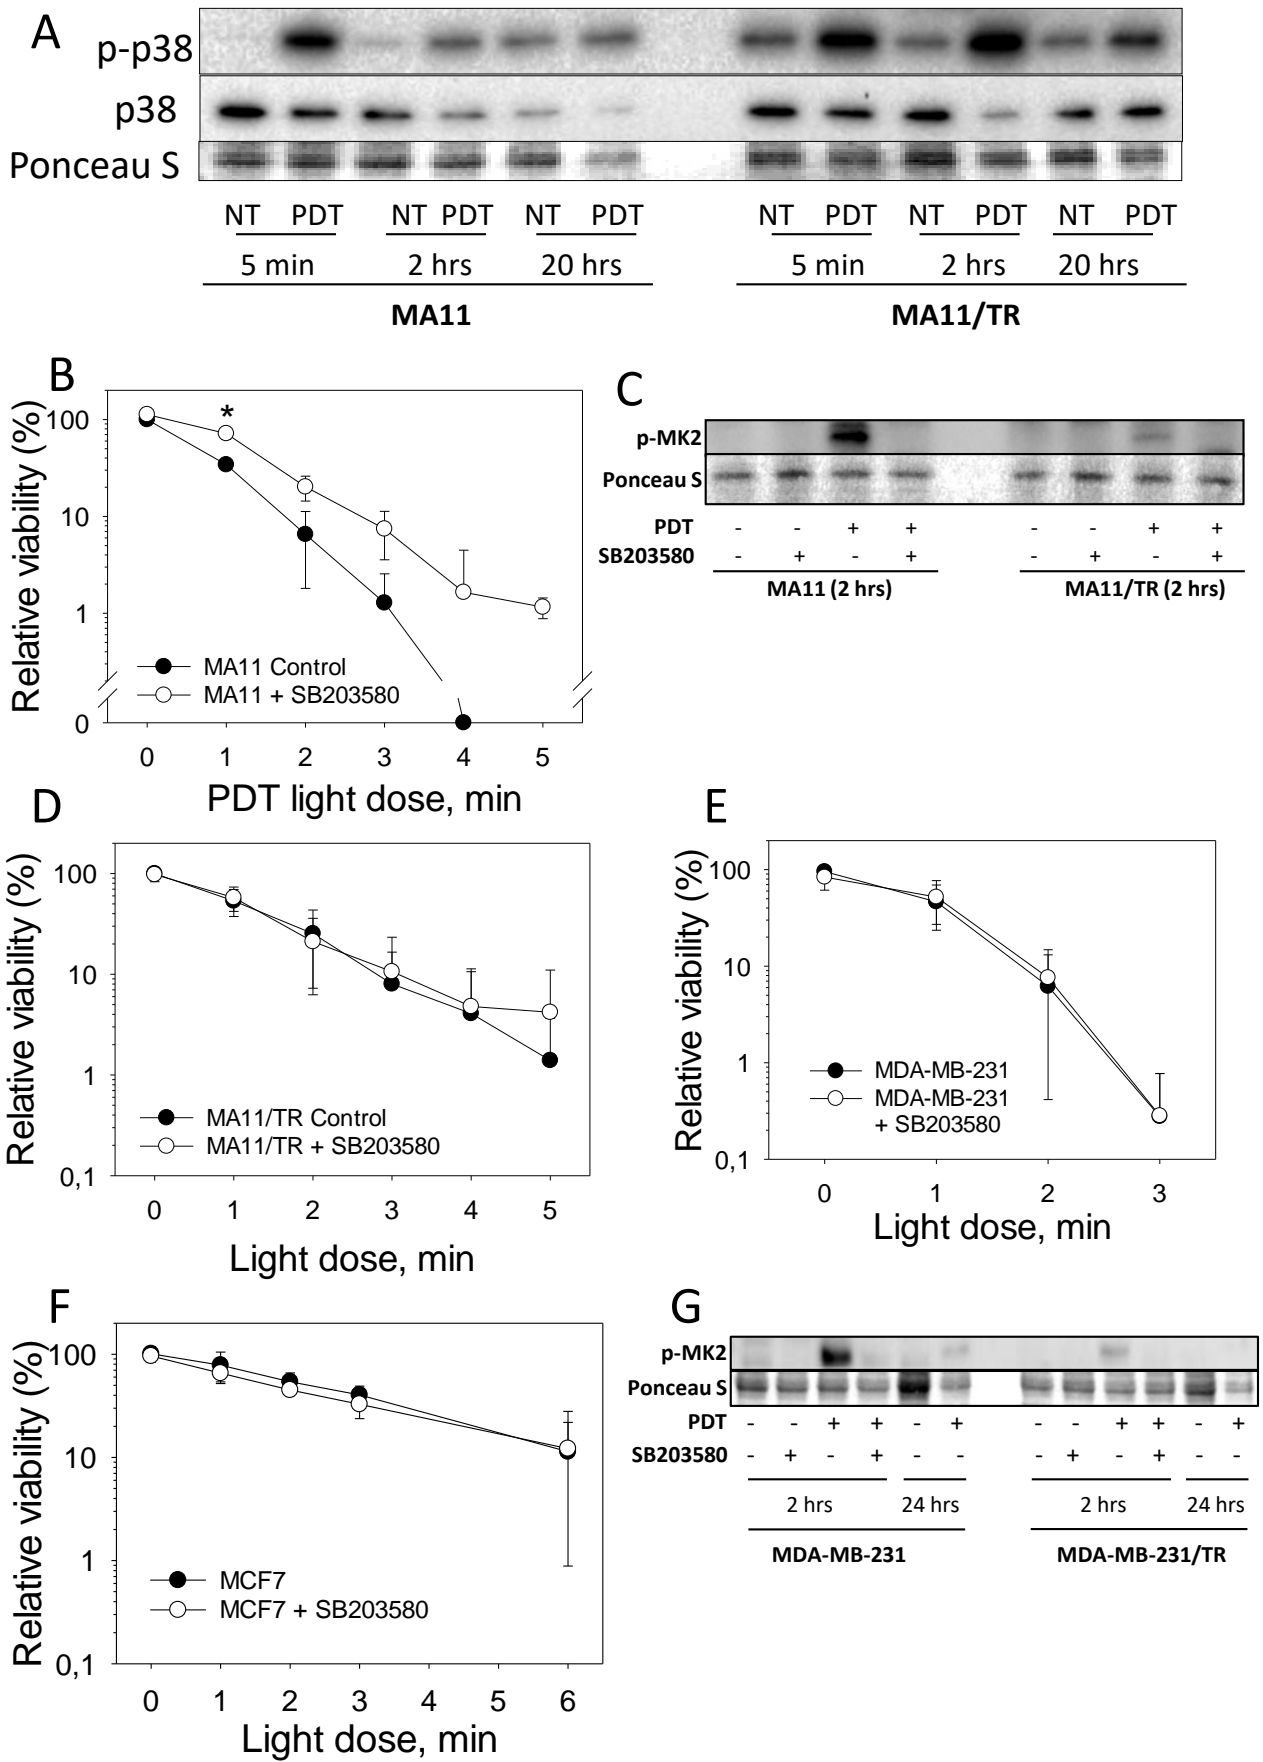 A
p-p38
p38
Ponceau S
NT PDT NT PDT NT PDT NT PDT NT PDT NT PDT
5 min 2 hrs 20 hrs 5 min 2 hrs 20 hrs
MA11 MA11/TR
B
Relative viability (%)
100
10
1
0
*
MA11 Control
MA11 + SB203580
0 1 2 3 4 5
PDT light dose, min
C
p-MK2
Ponceau S
PDT - - + + - - + +
SB203580 - + - + - + - +
MA11 (2 hrs) MA11/TR (2 hrs)
D
Relative viability (%)
100
10
1
0,1
MA11/TR Control
MA11/TR + SB203580
0 1 2 3 4 5
Light dose, min
E
Relative viability (%)
100
10
1
0,1
MDA-MB-231
MDA-MB-231
+ SB203580
0 1 2 3
Light dose, min
F
Relative viability (%)
100
10
1
0,1
MCF7
MCF7 + SB203580
0 1 2 3 4 5 6
Light dose, min
G
p-MK2
Ponceau S
PDT - - + + - + - - + + - +
SB203580 - + - + - - - + - + - -
2 hrs 24 hrs 2 hrs 24 hrs
MDA-MB-231 MDA-MB-231/TR